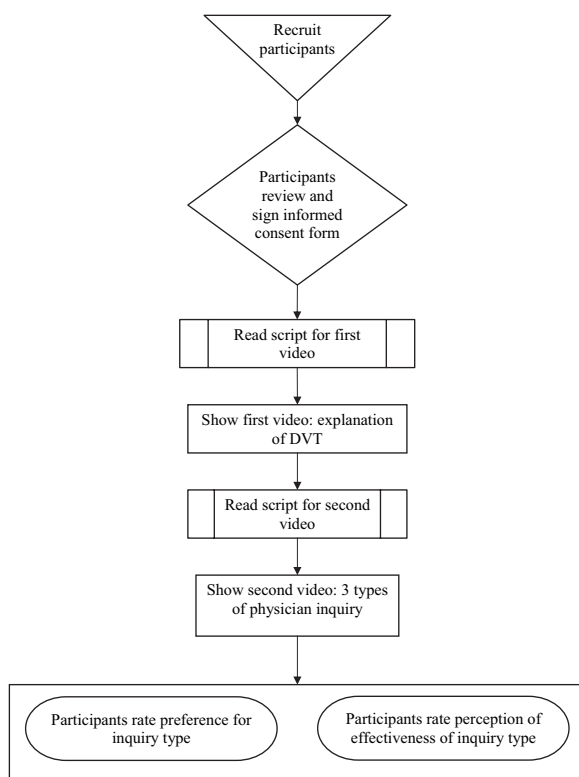 Recruit
participants
Participants
review and
sign informed
consent form
Read script for first
video
Show first video: explanation
of DVT
Read script for second
video
Show second video: 3 types
of physician inquiry
Participants rate preference for
inquiry type
Participants rate perception of
effectiveness of inquiry type